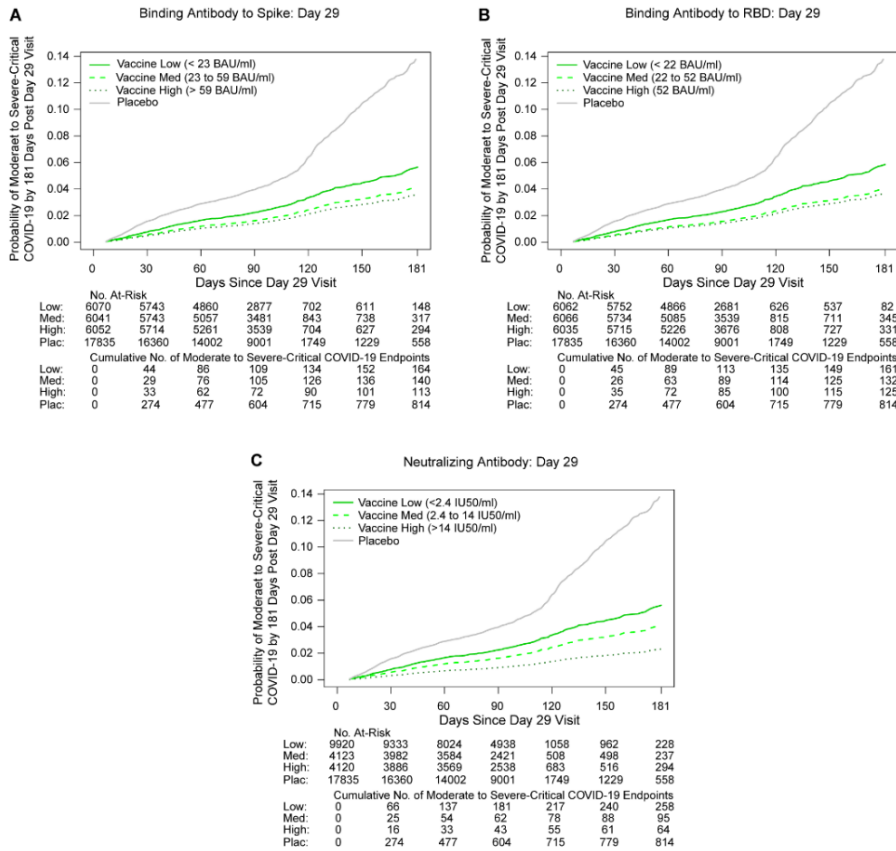 A
Binding Antibody to Spike: Day 29
Probability of Moderaet to Severe-Critical
COVID-19 by 181 Days Post Day 29 Visit
0.14
0.12
0.10
0.08
0.06
0.04
0.02
0.00
Vaccine Low (< 23 BAU/ml)
Vaccine Med (23 to 59 BAU/ml)
Vaccine High (> 59 BAU/ml)
Placebo
0 30 60 90 120 150 181
Days Since Day 29 Visit
No. At-Risk
Low: 6070 5743 4860 2877 702 611 148
Med: 6041 5743 5057 3481 843 738 317
High: 6052 5714 5261 3539 704 627 294
Plac: 17835 16360 14002 9001 1749 1229 558
Cumulative No. of Moderate to Severe-Critical COVID-19 Endpoints
Low: 0 44 86 109 134 152 164
Med: 0 29 76 105 126 136 140
High: 0 33 62 72 90 101 113
Plac: 0 274 477 604 715 779 814
B
Binding Antibody to RBD: Day 29
Probability of Moderaet to Severe-Critical
COVID-19 by 181 Days Post Day 29 Visit
0.14
0.12
0.10
0.08
0.06
0.04
0.02
0.00
Vaccine Low (< 22 BAU/ml)
Vaccine Med (22 to 52 BAU/ml)
Vaccine High (52 BAU/ml)
Placebo
0 30 60 90 120 150 181
Days Since Day 29 Visit
No. At-Risk
Low: 6062 5752 4866 2681 626 537 82
Med: 6066 5734 5085 3539 815 711 345
High: 6035 5715 5226 3676 808 727 331
Plac: 17835 16360 14002 9001 1749 1229 558
Cumulative No. of Moderate to Severe-Critical COVID-19 Endpoints
Low: 0 45 89 113 135 149 161
Med: 0 26 63 89 114 125 132
High: 0 35 72 85 100 115 125
Plac: 0 274 477 604 715 779 814
C
Neutralizing Antibody: Day 29
Probability of Moderaet to Severe-Critical
COVID-19 by 181 Days Post Day 29 Visit
0.14
0.12
0.10
0.08
0.06
0.04
0.02
0.00
Vaccine Low (<2.4 IU50/ml)
Vaccine Med (2.4 to 14 IU50/ml)
Vaccine High (>14 IU50/ml)
Placebo
0 30 60 90 120 150 181
Days Since Day 29 Visit
No. At-Risk
Low: 9920 9333 8024 4938 1058 962 228
Med: 4123 3982 3584 2421 508 498 237
High: 4120 3886 3569 2538 683 516 294
Plac: 17835 16360 14002 9001 1749 1229 558
Cumulative No. of Moderate to Severe-Critical COVID-19 Endpoints
Low: 0 66 137 181 217 240 258
Med: 0 25 54 62 78 88 95
High: 0 16 33 43 55 61 64
Plac: 0 274 477 604 715 779 814